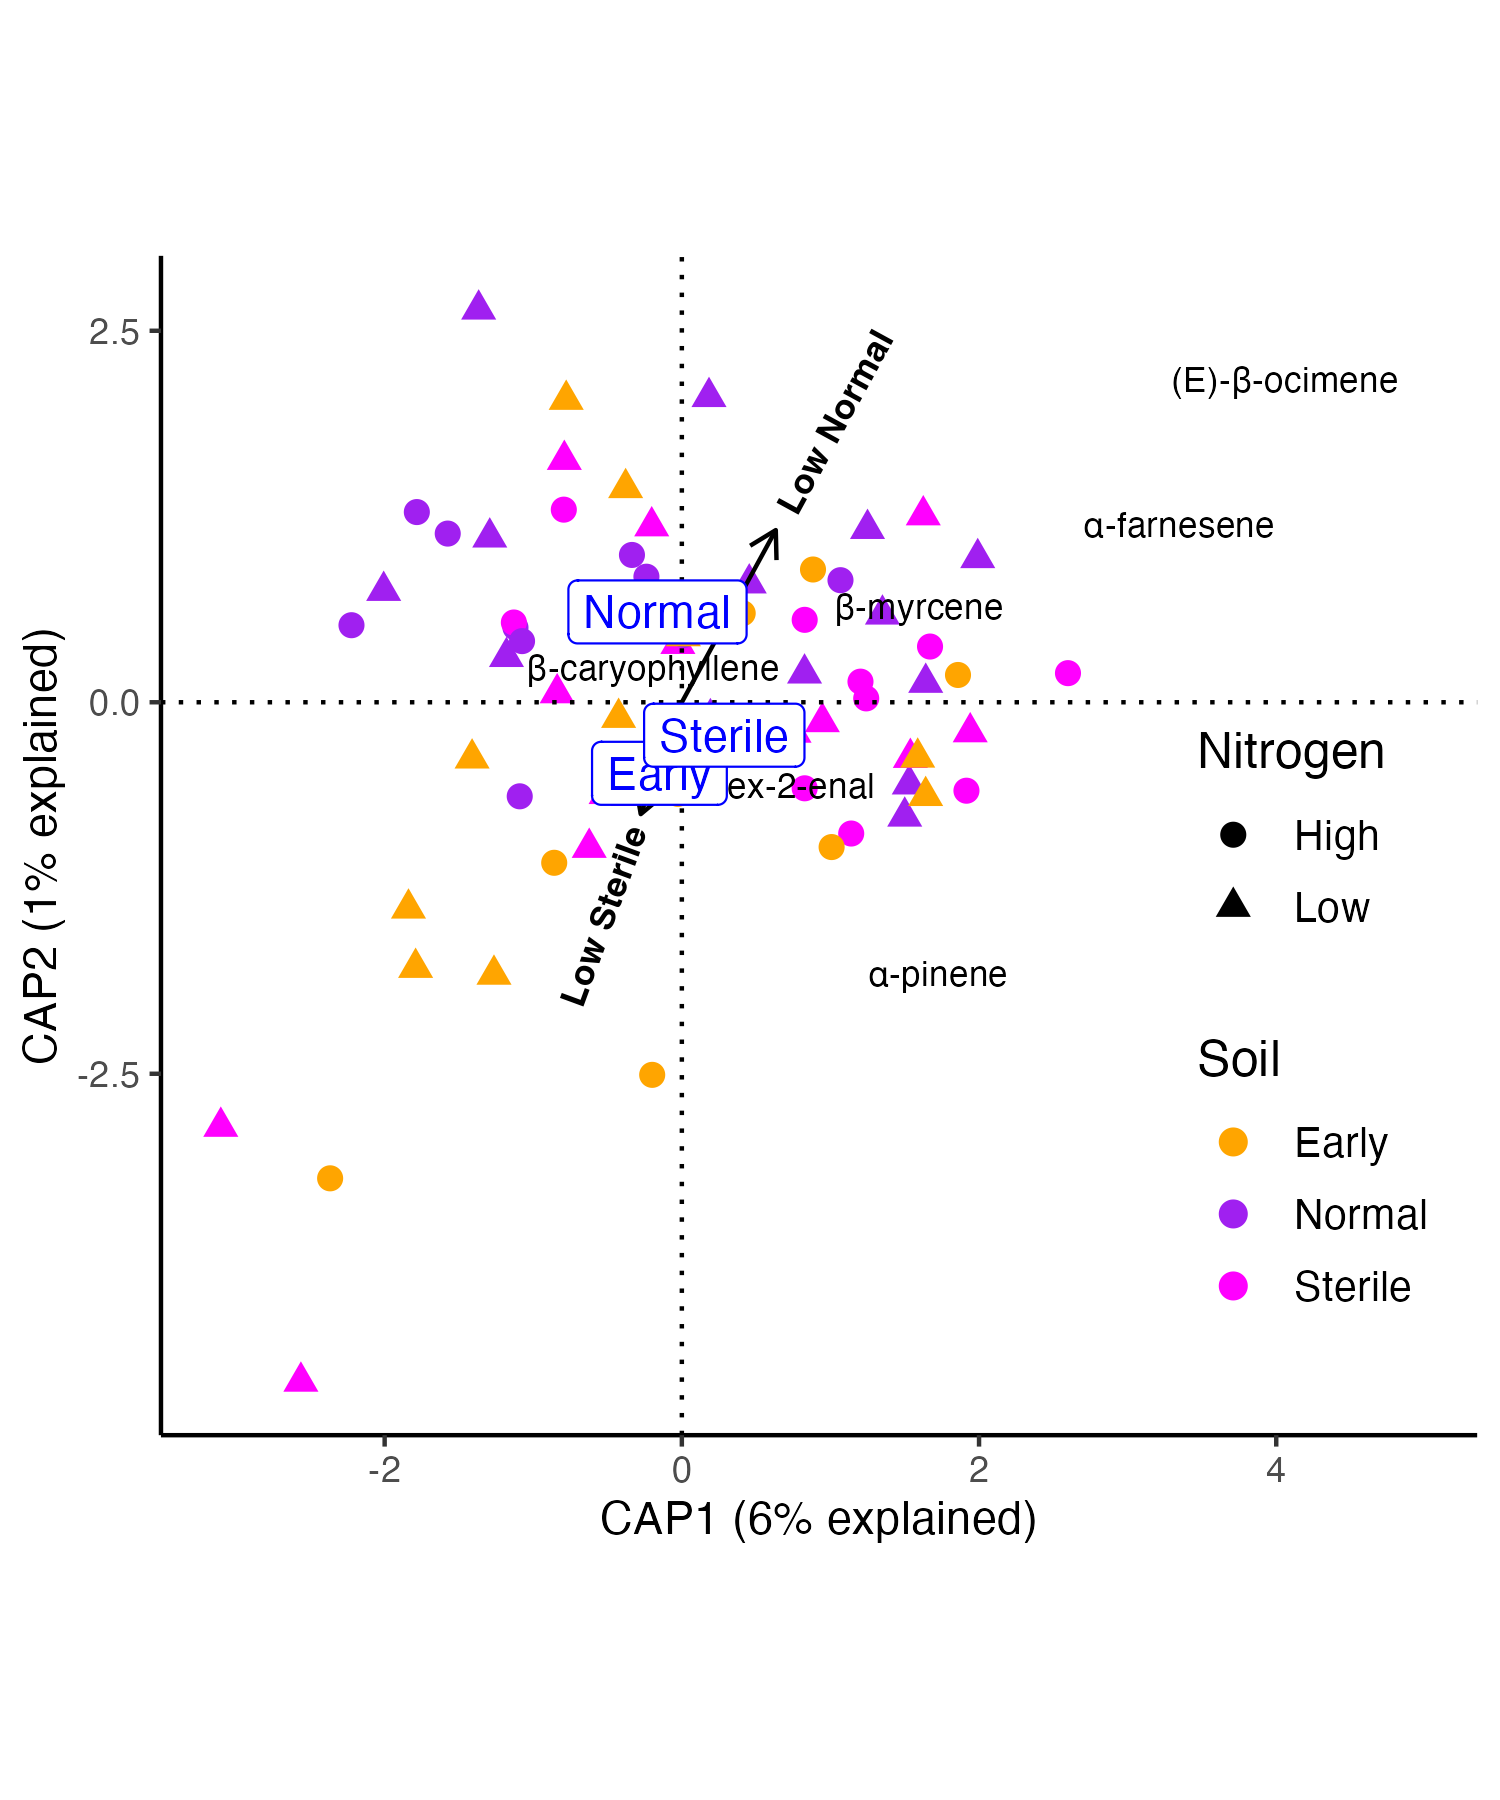 2.5
0.0
-2.5
CAP2 (1% explained)
-2
0
2
4
CAP1 (6% explained)
Low Normal
(E)-β-ocimene
α-farnesene
β-myrcene
Normal
β-caryophyllene
Sterile
Early
ex-2-enal
Low Sterile
α-pinene
Nitrogen
High
Low
Soil
Early
Normal
Sterile